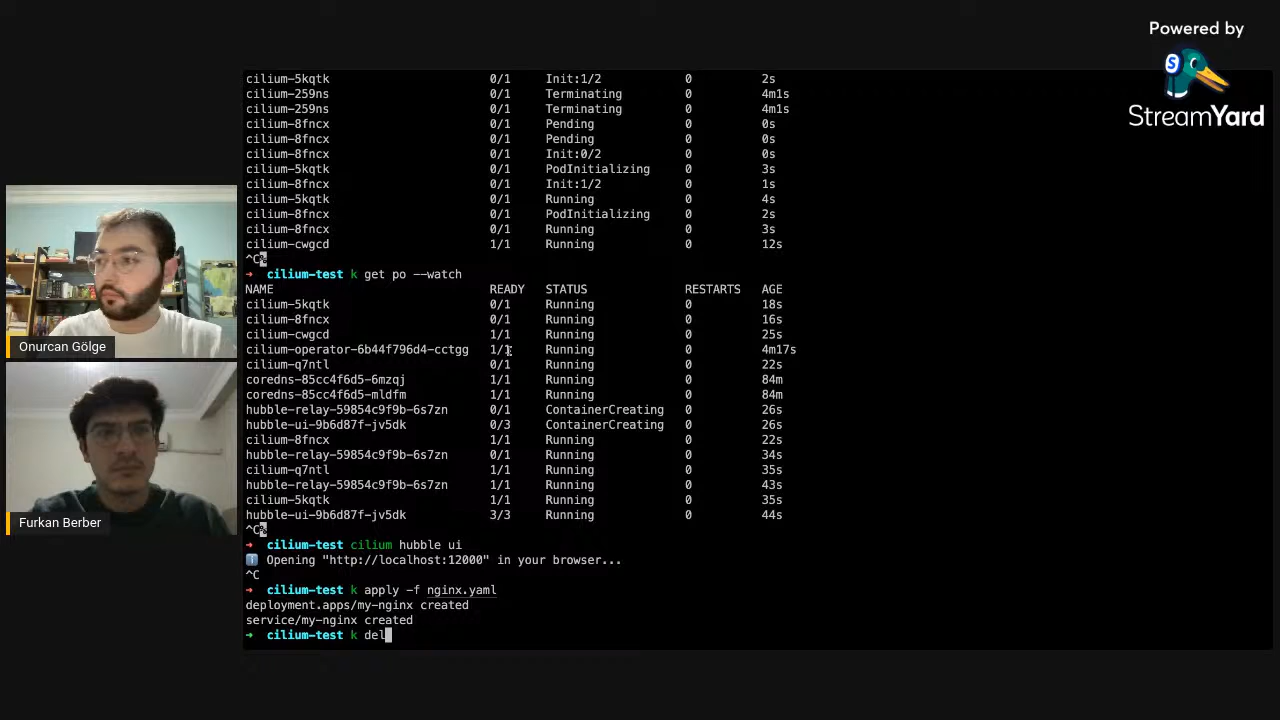 Powered by
StreamYard
cilium-5kqtk 0/1 Init:1/2 0 2s
cilium-259ns 0/1 Terminating 0 4m1s
cilium-259ns 0/1 Terminating 0 4m1s
cilium-8fncx 0/1 Pending 0 0s
cilium-8fncx 0/1 Pending 0 0s
cilium-8fncx 0/1 Init:0/2 0 0s
cilium-5kqtk 0/1 PodInitializing 0 3s
cilium-8fncx 0/1 Init:1/2 0 1s
cilium-5kqtk 0/1 Running 0 4s
cilium-8fncx 0/1 PodInitializing 0 2s
cilium-8fncx 0/1 Running 0 3s
cilium-cwgcd 1/1 Running 0 12s
^C%
➜ cilium-test k get po --watch
NAME READY STATUS RESTARTS AGE
cilium-5kqtk 0/1 Running 0 18s
cilium-8fncx 0/1 Running 0 16s
cilium-cwgcd 1/1 Running 0 25s
cilium-operator-6b44f796d4-cctgg 1/1 Running 0 4m17s
cilium-q7ntl 0/1 Running 0 22s
coredns-85cc4f6d5-6mzqj 1/1 Running 0 84m
coredns-85cc4f6d5-mldfm 1/1 Running 0 84m
hubble-relay-59854c9f9b-6s7zn 0/1 ContainerCreating 0 26s
hubble-ui-9b6d87f-jv5dk 0/3 ContainerCreating 0 26s
cilium-8fncx 1/1 Running 0 22s
hubble-relay-59854c9f9b-6s7zn 0/1 Running 0 34s
cilium-q7ntl 1/1 Running 0 35s
hubble-relay-59854c9f9b-6s7zn 1/1 Running 0 43s
cilium-5kqtk 1/1 Running 0 35s
hubble-ui-9b6d87f-jv5dk 3/3 Running 0 44s
^C%
➜ cilium-test cilium hubble ui
ℹ️ Opening "http://localhost:12000" in your browser...
^C
➜ cilium-test k apply -f nginx.yaml
deployment.apps/my-nginx created
service/my-nginx created
➜ cilium-test k del
Onurcan Gölge
Furkan Berber